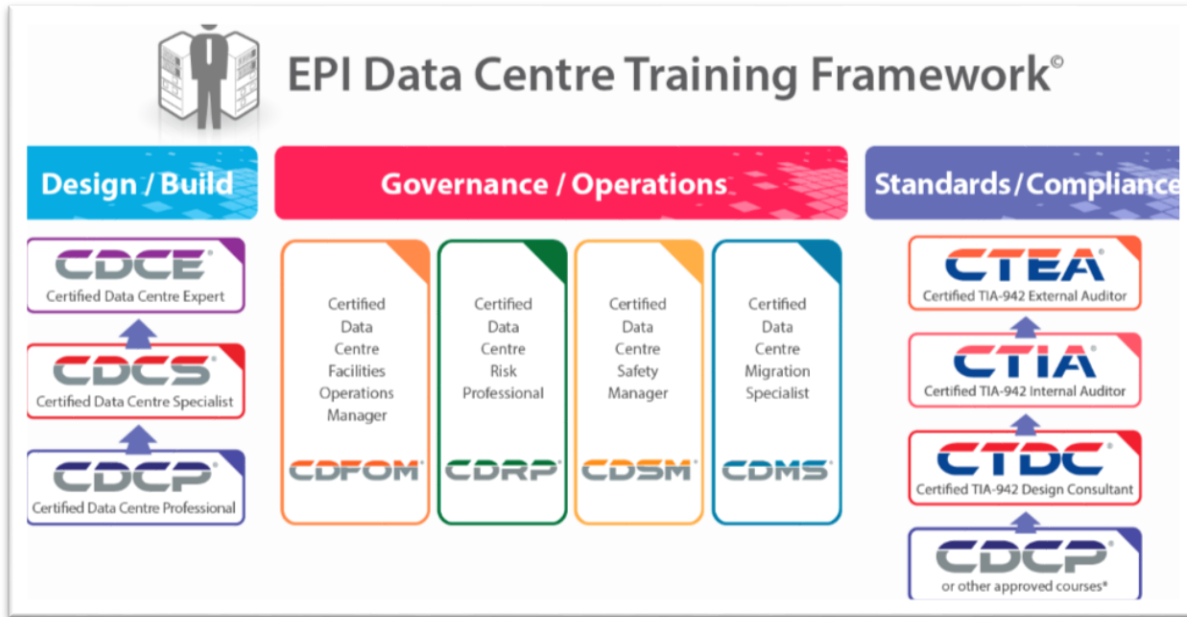 EPI Data Centre Training Framework©
Design / Build
Governance / Operations
Standards/Compliance
CDCE®
Certified Data Centre Expert
CDCS®
Certified Data Centre Specialist
CDCP®
Certified Data Centre Professional
Certified
Data
Centre
Facilities
Operations
Manager
CDFOM®
Certified
Data
Centre
Risk
Professional
CDRP®
Certified
Data
Centre
Safety
Manager
CDSM®
Certified
Data
Centre
Migration
Specialist
CDMS®
CTEA®
Certified TIA-942 External Auditor
CTIA®
Certified TIA-942 Internal Auditor
CTDC®
Certified TIA-942 Design Consultant
CDCP®
or other approved courses*